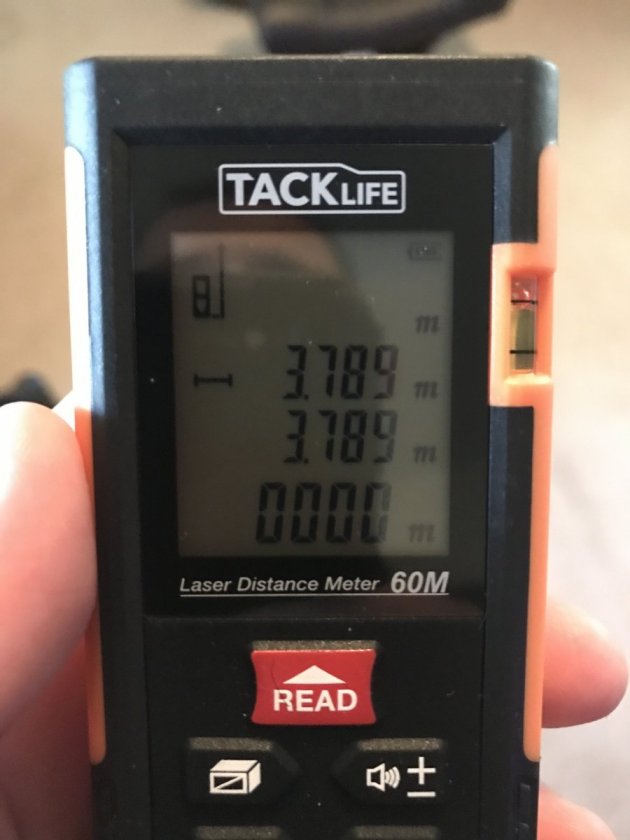 TACKLIFE
m
3.789 m
3.789 m
0000 m
Laser Distance Meter 60M
READ
+
-